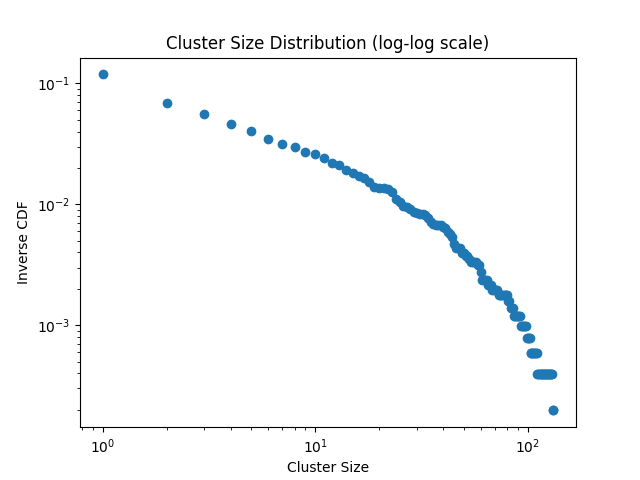 Cluster Size Distribution (log-log scale)
Inverse CDF
10⁻¹
10⁻²
10⁻³
10⁰ 10¹ 10²
Cluster Size